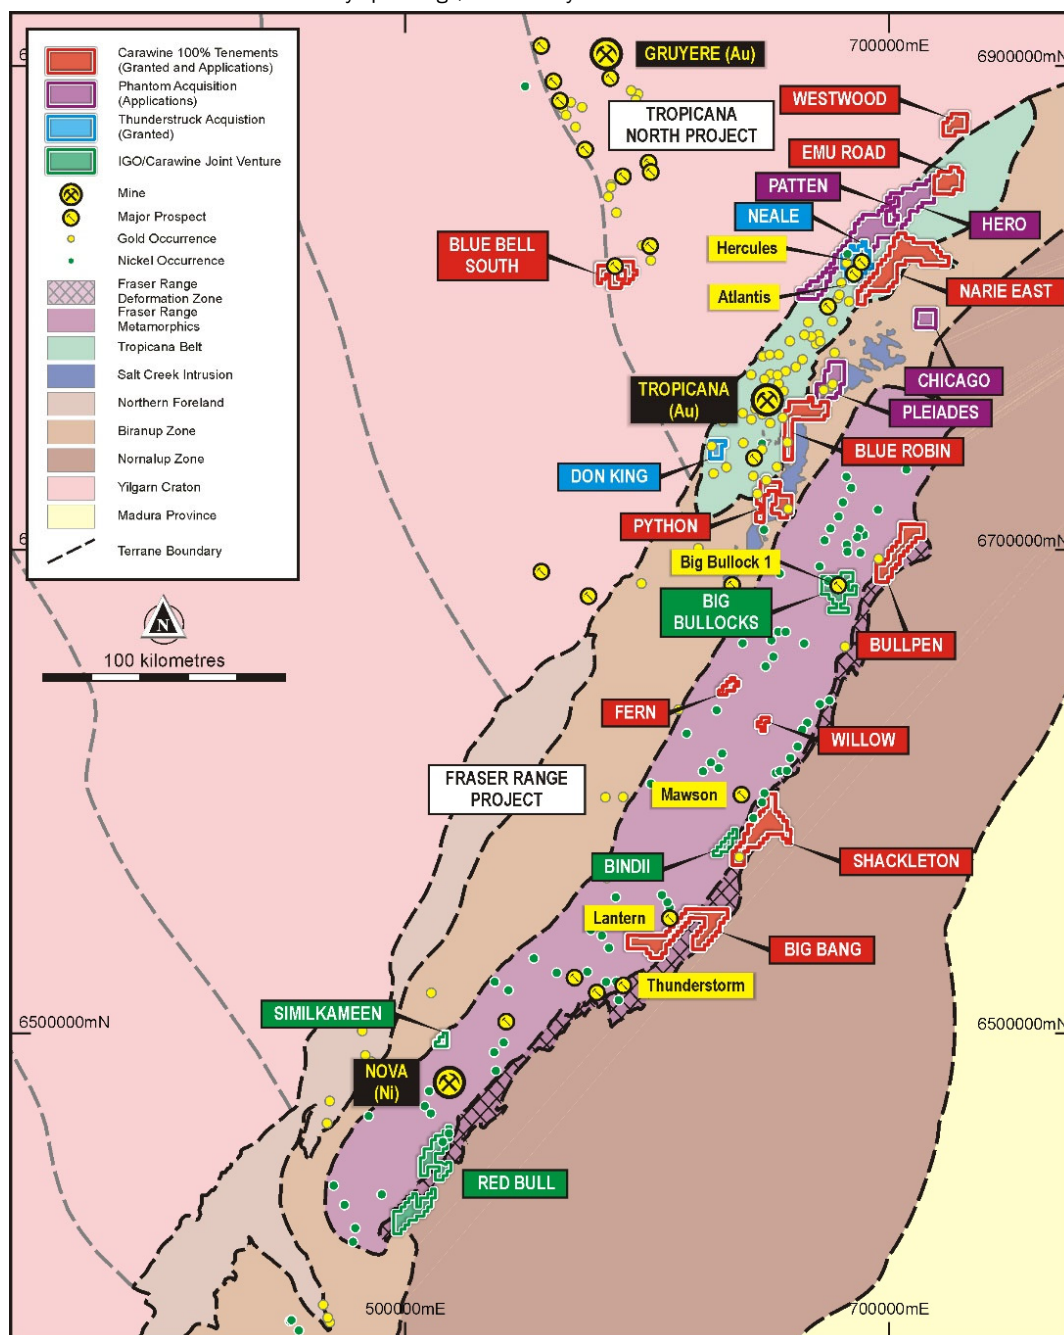 Carawine 100% Tenements
(Granted and Applications)
Phantom Acquisition
(Applications)
Thunderstruck Acquistion
(Granted)
IGO/Carawine Joint Venture
Mine
Major Prospect
Gold Occurrence
Nickel Occurrence
Fraser Range
Deformation Zone
Fraser Range
Metamorphics
Tropicana Belt
Salt Creek Intrusion
Northern Foreland
Biranup Zone
Nornalup Zone
Yilgarn Craton
Madura Province
Terrane Boundary
N
100 kilometres
700000mE
6900000mN
GRUYERE (Au)
TROPICANA
NORTH PROJECT
WESTWOOD
EMU ROAD
PATTEN
NEALE
HERO
Hercules
BLUE BELL
SOUTH
Atlantis
NARIE EAST
CHICAGO
TROPICANA
(Au)
PLEIADES
BLUE ROBIN
DON KING
PYTHON
6700000mN
Big Bullock 1
BIG
BULLOCKS
BULLPEN
FERN
WILLOW
FRASER RANGE
PROJECT
Mawson
BINDII
SHACKLETON
Lantern
BIG BANG
Thunderstorm
SIMILKAMEEN
6500000mN
6500000mN
NOVA
(Ni)
RED BULL
500000mE
700000mE